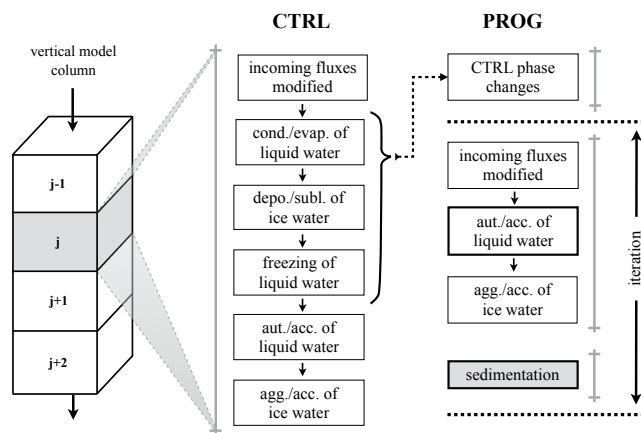 CTRL
PROG
vertical model
column
j-1
j
j+1
j+2
incoming fluxes
modified
cond./evap. of
liquid water
depo./subl. of
ice water
freezing of
liquid water
aut./acc. of
liquid water
agg./acc. of
ice water
CTRL phase
changes
incoming fluxes
modified
aut./acc. of
liquid water
agg./acc. of
ice water
sedimentation
iteration